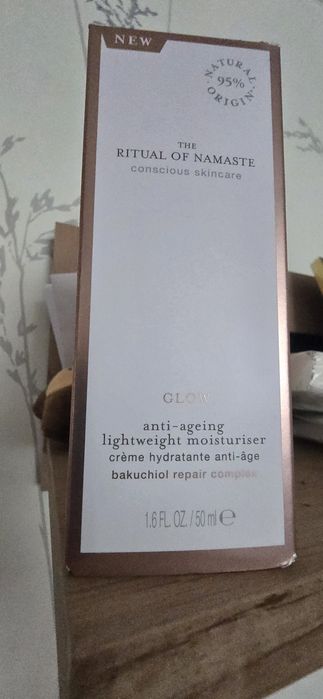 NEW
NATURAL
95%
ORIGIN
THE
RITUAL OF NAMASTE
conscious skincare
GLOW
anti-ageing
lightweight moisturiser
crème hydratante anti-âge
bakuchiol repair complex
1.6 FL. OZ. / 50 ml ℮